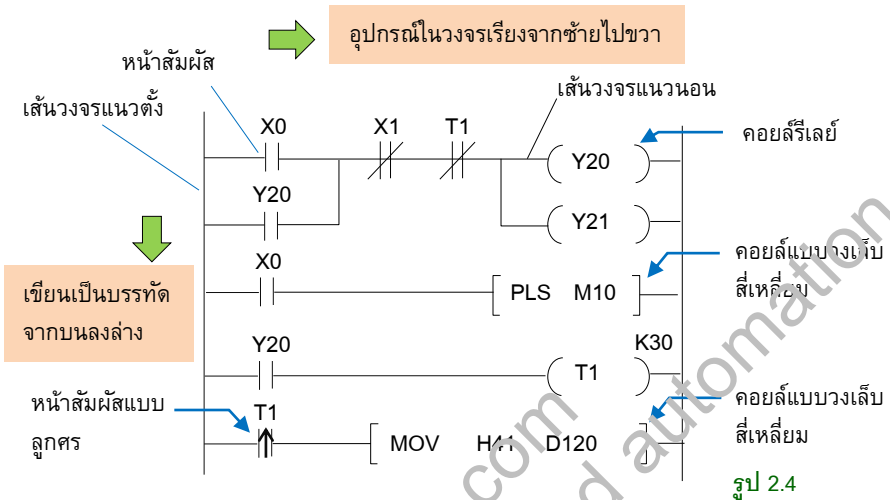 อุปกรณ์ในวงจรเรียงจากซ้ายไปขวา
หน้าสัมผัส
เส้นวงจรแนวตั้ง
เส้นวงจรแนวนอน
X0 X1 T1
คอยล์รีเลย์
Y20
Y20
Y21
คอยล์แบบวงเล็บ
สี่เหลี่ยม
X0
PLS M10
เขียนเป็นบรรทัด
จากบนลงล่าง
Y20
K30
T1
หน้าสัมผัสแบบ
ลูกศร
T1
MOV H41 D120
คอยล์แบบวงเล็บ
สี่เหลี่ยม
รูป 2.4
com
d automation